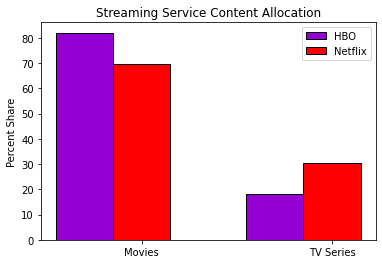 Streaming Service Content Allocation
HBO
Netflix
Percent Share
80
70
60
50
40
30
20
10
0
Movies
TV Series